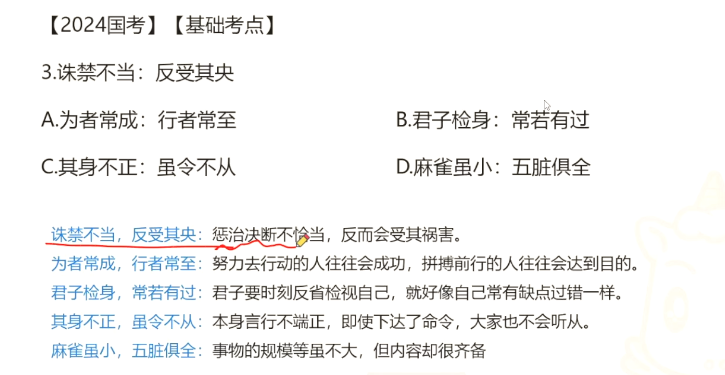 【2024国考】【基础考点】
3.诛禁不当：反受其央
A.为者常成：行者常至
B.君子检身：常若有过
C.其身不正：虽令不从
D.麻雀虽小：五脏俱全
诛禁不当，反受其央：惩治决断不恰当，反而会受其祸害。
为者常成，行者常至：努力去行动的人往往会成功，拼搏前行的人往往会达到目的。
君子检身，常若有过：君子要时刻反省检视自己，就好像自己常有缺点过错一样。
其身不正，虽令不从：本身言行不端正，即使下达了命令，大家也不会听从。
麻雀虽小，五脏俱全：事物的规模等虽不大，但内容却很齐备